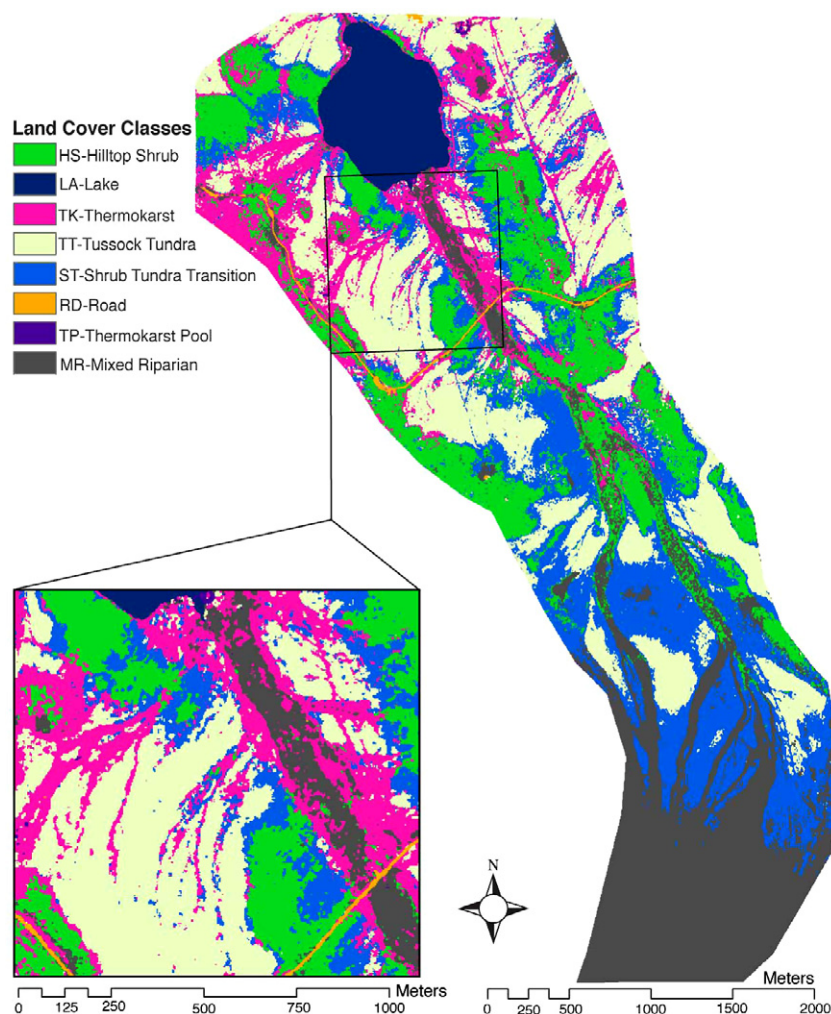 Land Cover Classes
HS-Hilltop Shrub
LA-Lake
TK-Thermokarst
TT-Tussock Tundra
ST-Shrub Tundra Transition
RD-Road
TP-Thermokarst Pool
MR-Mixed Riparian
N
Meters
0 125 250 500 750 1000
Meters
0 250 500 1000 1500 2000